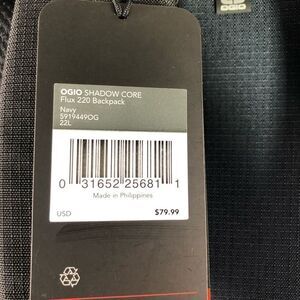 OGIO
OGIO SHADOW CORE
Flux 220 Backpack
Navy
5919449OG
22L
0 31652 25681 1
Made in Philippines
USD $79.99